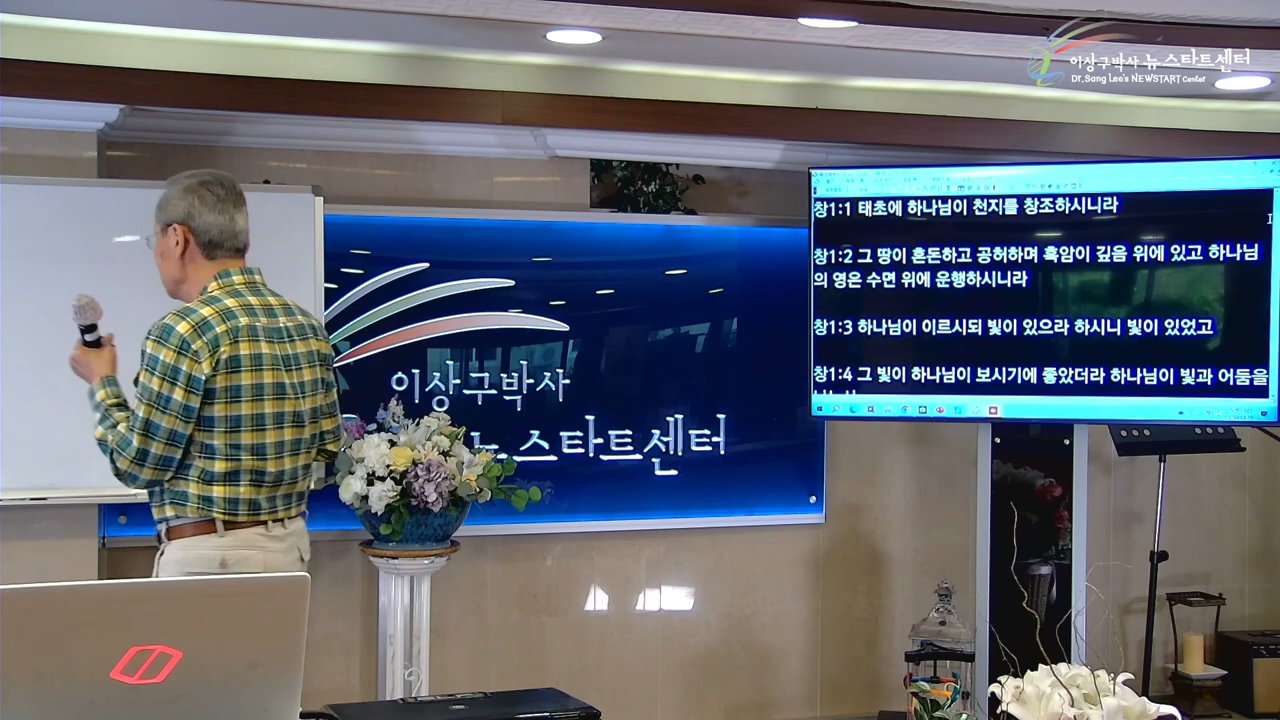 이상구박사 뉴스타트센터
Dr. Sang Lee's NEWSTART Center
창1:1 태초에 하나님이 천지를 창조하시니라
창1:2 그 땅이 혼돈하고 공허하며 흑암이 깊음 위에 있고 하나님
의 영은 수면 위에 운행하시니라
창1:3 하나님이 이르시되 빛이 있으라 하시니 빛이 있었고
창1:4 그 빛이 하나님이 보시기에 좋았더라 하나님이 빛과 어둠을
이상구박사
뉴스타트센터